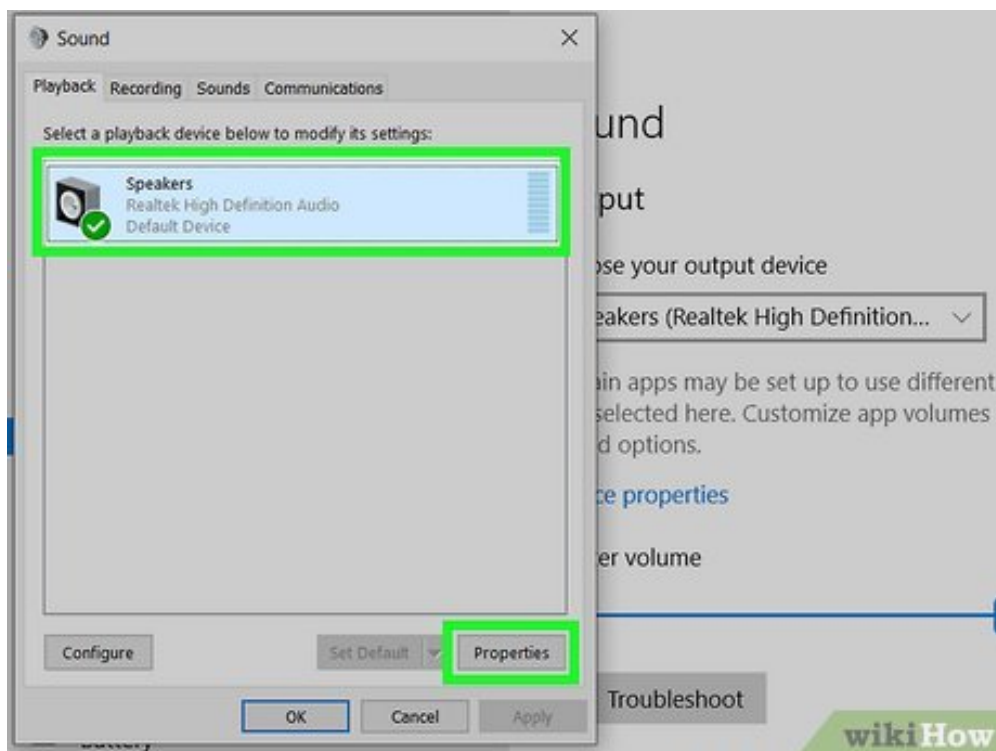 Sound
Playback Recording Sounds Communications
Select a playback device below to modify its settings:
Speakers
Realtek High Definition Audio
Default Device
Configure Set Default Properties
OK Cancel Apply
und
put
ose your output device
eakers (Realtek High Definition...
ain apps may be set up to use different
selected here. Customize app volumes
d options.
ce properties
er volume
Troubleshoot
Battery
wikiHow